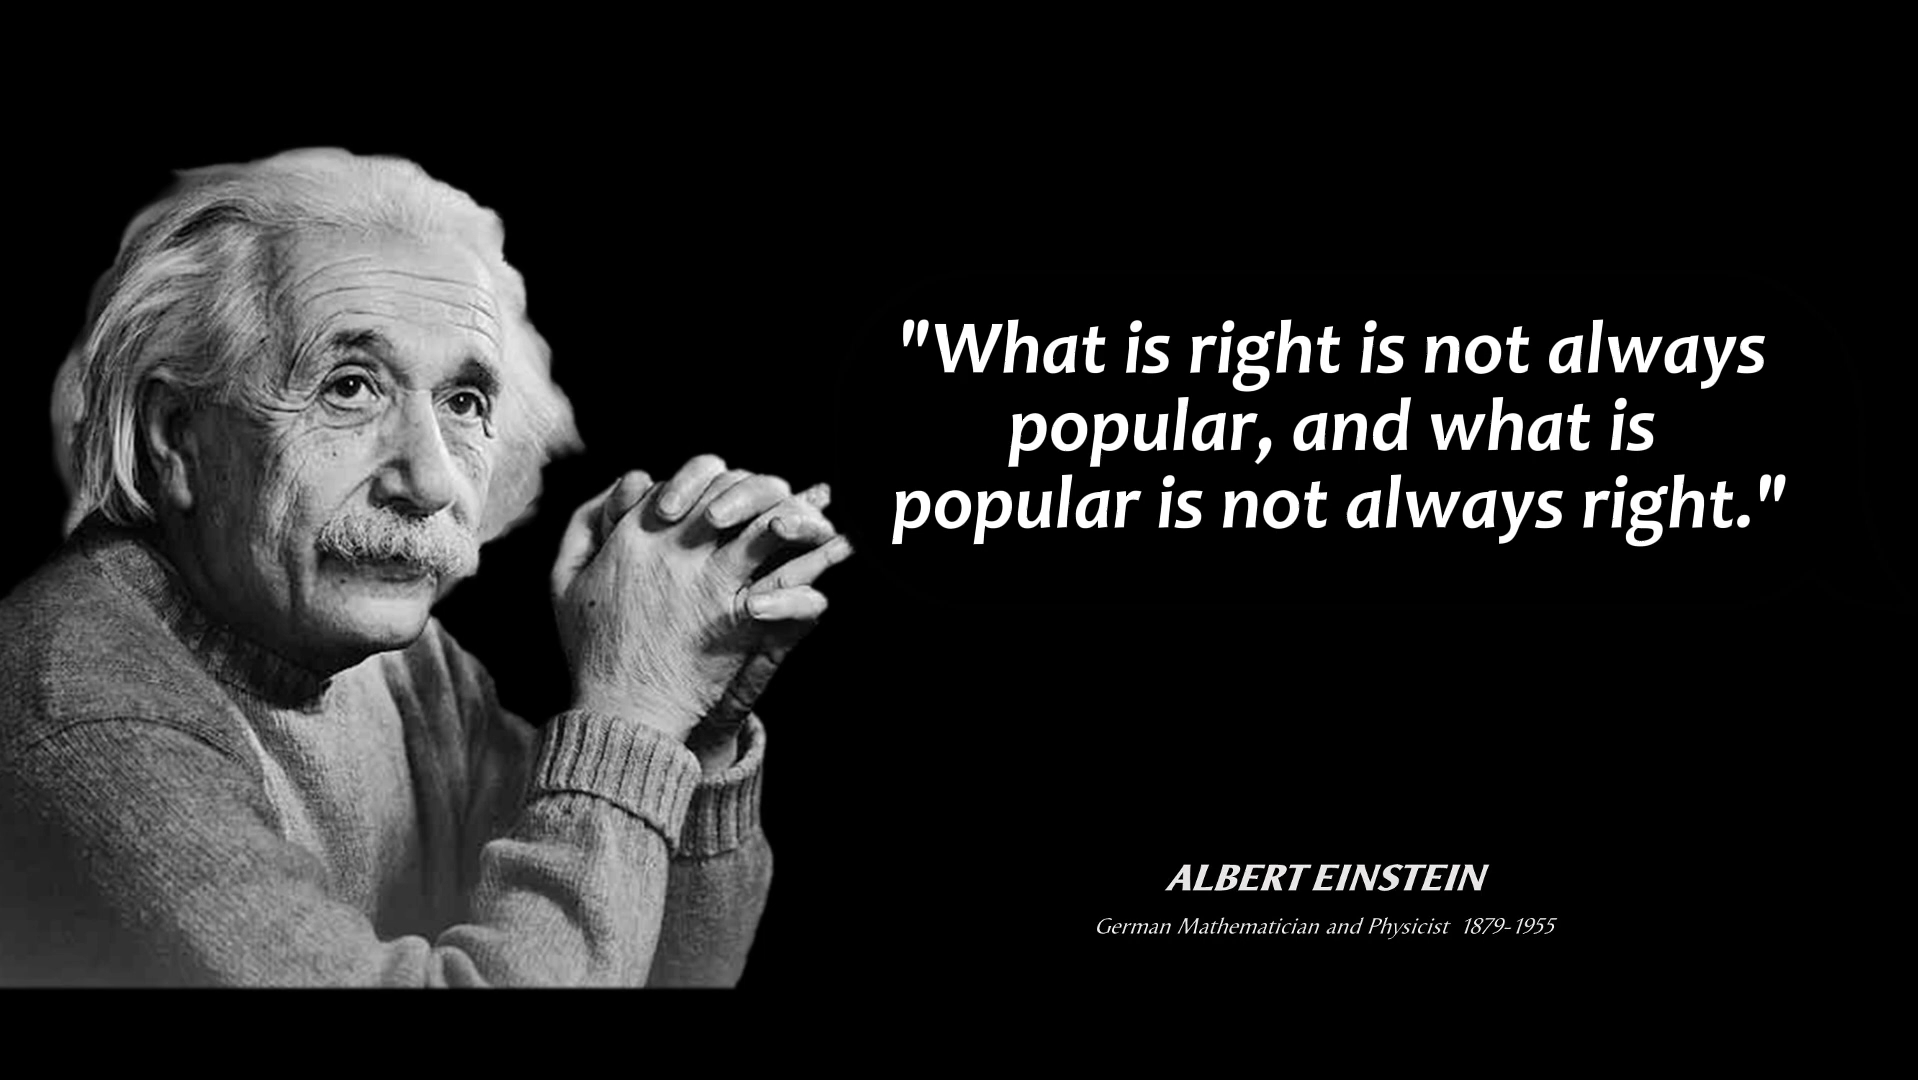 "What is right is not always
popular, and what is
popular is not always right."
ALBERT EINSTEIN
German Mathematician and Physicist 1879-1955